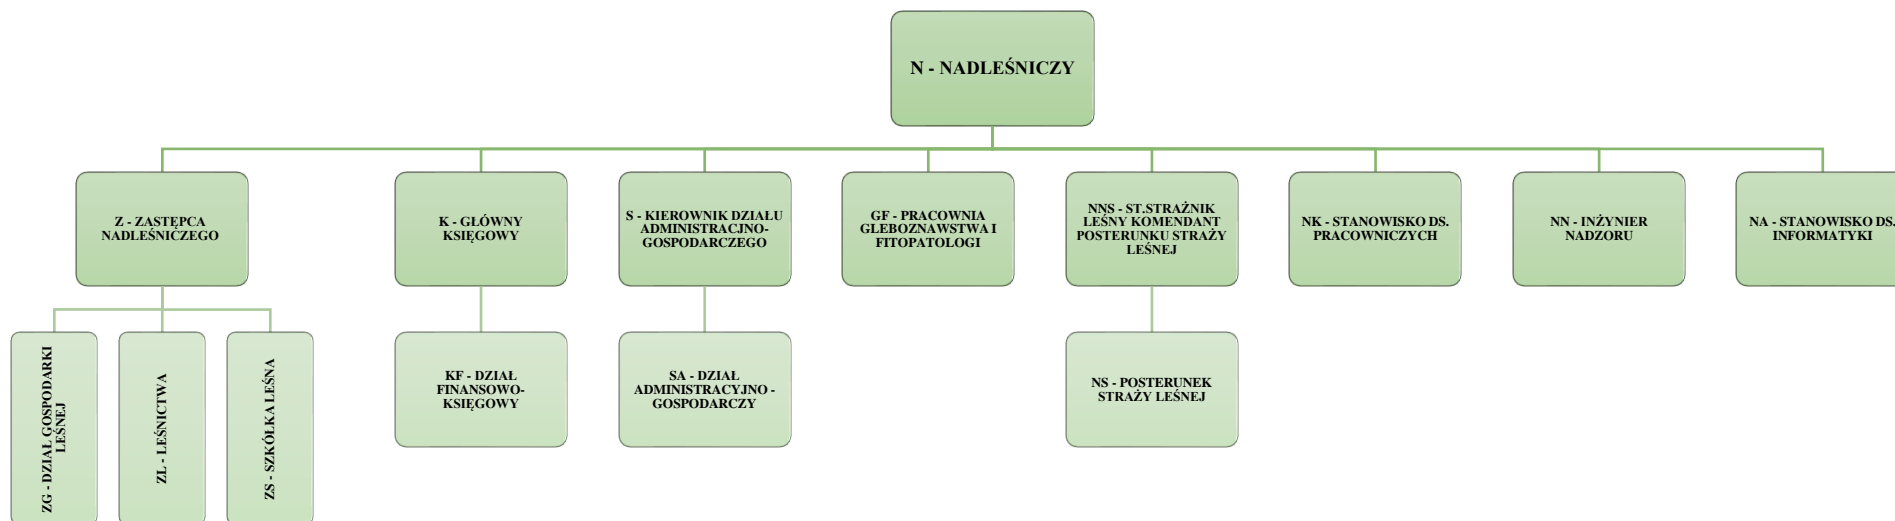 N - NADLEŚNICZY
Z - ZASTĘPCA
NADLEŚNICZEGO
K - GŁÓWNY
KSIĘGOWY
S - KIEROWNIK DZIAŁU
ADMINISTRACJNO-
GOSPODARCZEGO
GF - PRACOWNIA
GLEBOZNAWSTWA I
FITOPATOLOGI
NNS - ST.STRAŻNIK
LEŚNY KOMENDANT
POSTERUNKU STRAŻY
LEŚNEJ
NK - STANOWISKO DS.
PRACOWNICZYCH
NN - INŻYNIER
NADZORU
NA - STANOWISKO DS.
INFORMATYKI
ZG - DZIAŁ GOSPODARKI
LEŚNEJ
ZL - LEŚNICTWA
ZS - SZKÓŁKA LEŚNA
KF - DZIAŁ
FINANSOWO-
KSIĘGOWY
SA - DZIAŁ
ADMINISTRACYJNO -
GOSPODARCZY
NS - POSTERUNEK
STRAŻY LEŚNEJ